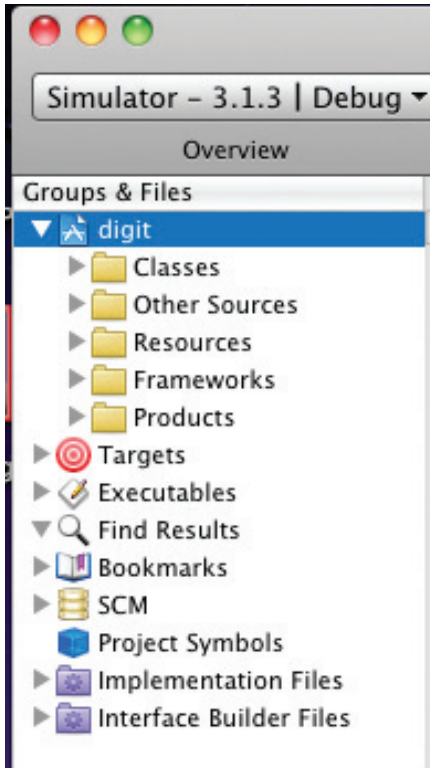 Simulator – 3.1.3 | Debug
Overview
Groups & Files
digit
Classes
Other Sources
Resources
Frameworks
Products
Targets
Executables
Find Results
Bookmarks
SCM
Project Symbols
Implementation Files
Interface Builder Files